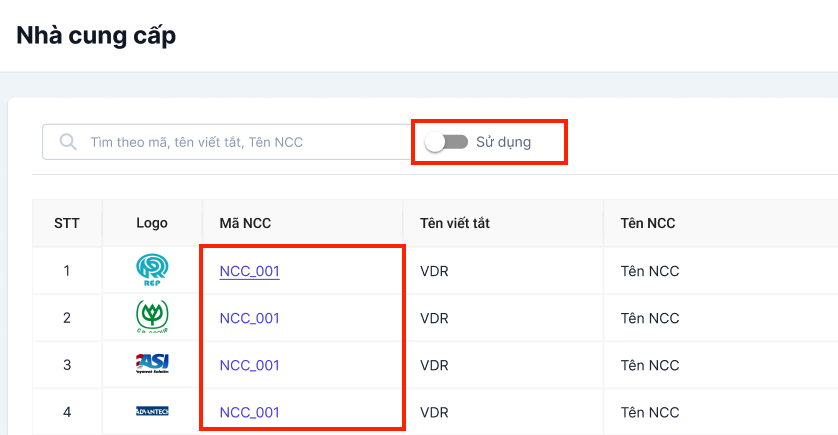 Nhà cung cấp
Tìm theo mã, tên viết tắt, Tên NCC
Sử dụng
STT Logo Mã NCC Tên viết tắt Tên NCC
1 REP NCC_001 VDR Tên NCC
2 NCC_001 VDR Tên NCC
3 ASI NCC_001 VDR Tên NCC
4 ADVANTECH NCC_001 VDR Tên NCC